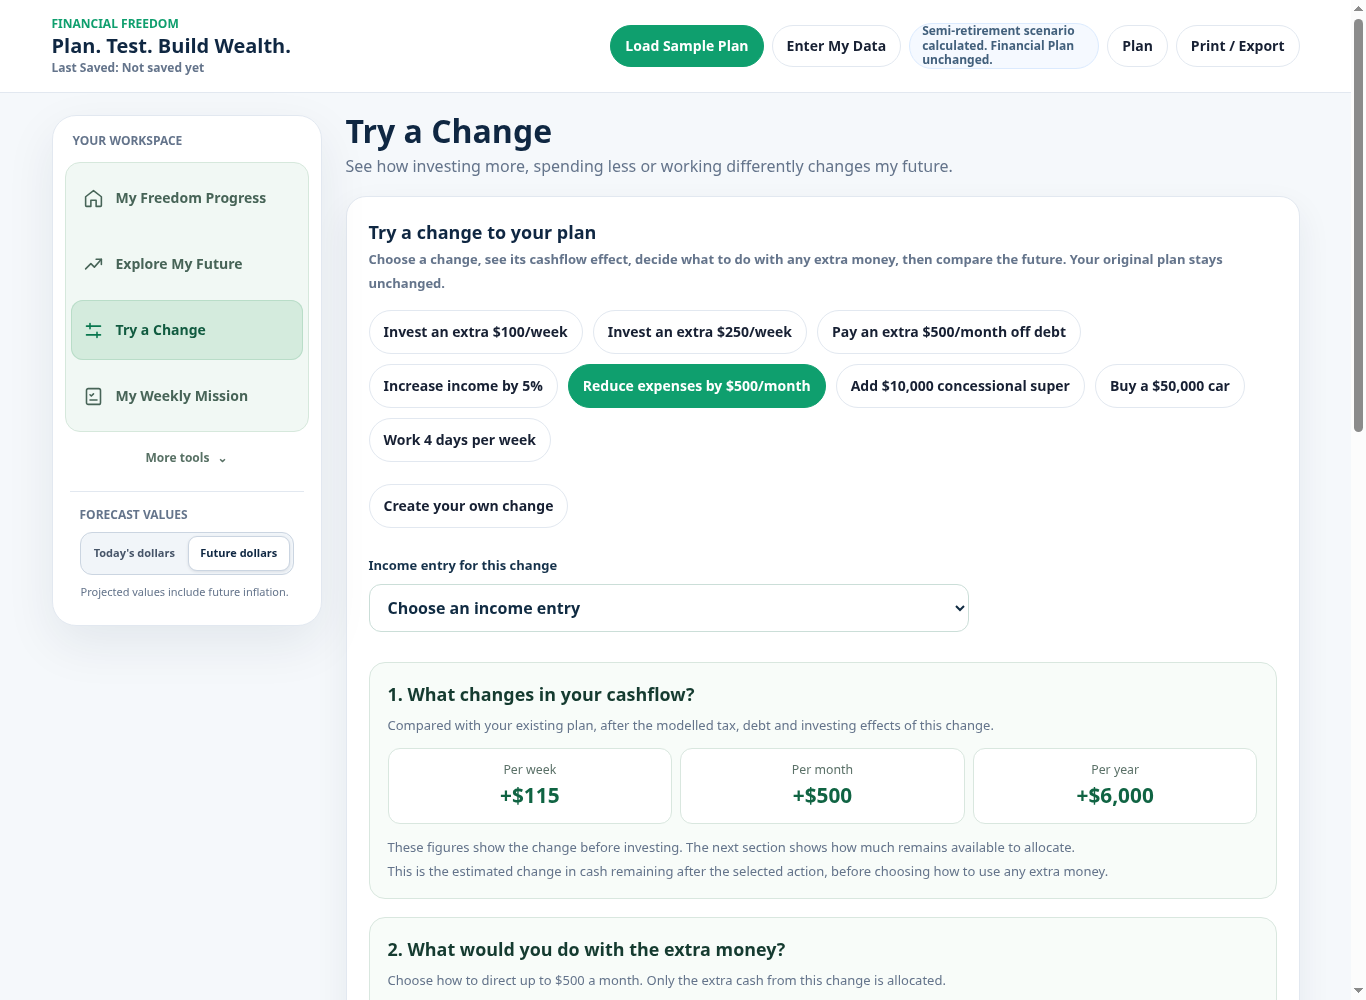 FINANCIAL FREEDOM
Plan. Test. Build Wealth.
Last Saved: Not saved yet
Load Sample Plan
Enter My Data
Semi-retirement scenario
calculated. Financial Plan
unchanged.
Plan
Print / Export
YOUR WORKSPACE
My Freedom Progress
Explore My Future
Try a Change
My Weekly Mission
More tools
FORECAST VALUES
Today's dollars
Future dollars
Projected values include future inflation.
Try a Change
See how investing more, spending less or working differently changes my future.
Try a change to your plan
Choose a change, see its cashflow effect, decide what to do with any extra money, then compare the future. Your original plan stays
unchanged.
Invest an extra $100/week
Invest an extra $250/week
Pay an extra $500/month off debt
Increase income by 5%
Reduce expenses by $500/month
Add $10,000 concessional super
Buy a $50,000 car
Work 4 days per week
Create your own change
Income entry for this change
Choose an income entry
1. What changes in your cashflow?
Compared with your existing plan, after the modelled tax, debt and investing effects of this change.
Per week
+$115
Per month
+$500
Per year
+$6,000
These figures show the change before investing. The next section shows how much remains available to allocate.
This is the estimated change in cash remaining after the selected action, before choosing how to use any extra money.
2. What would you do with the extra money?
Choose how to direct up to $500 a month. Only the extra cash from this change is allocated.